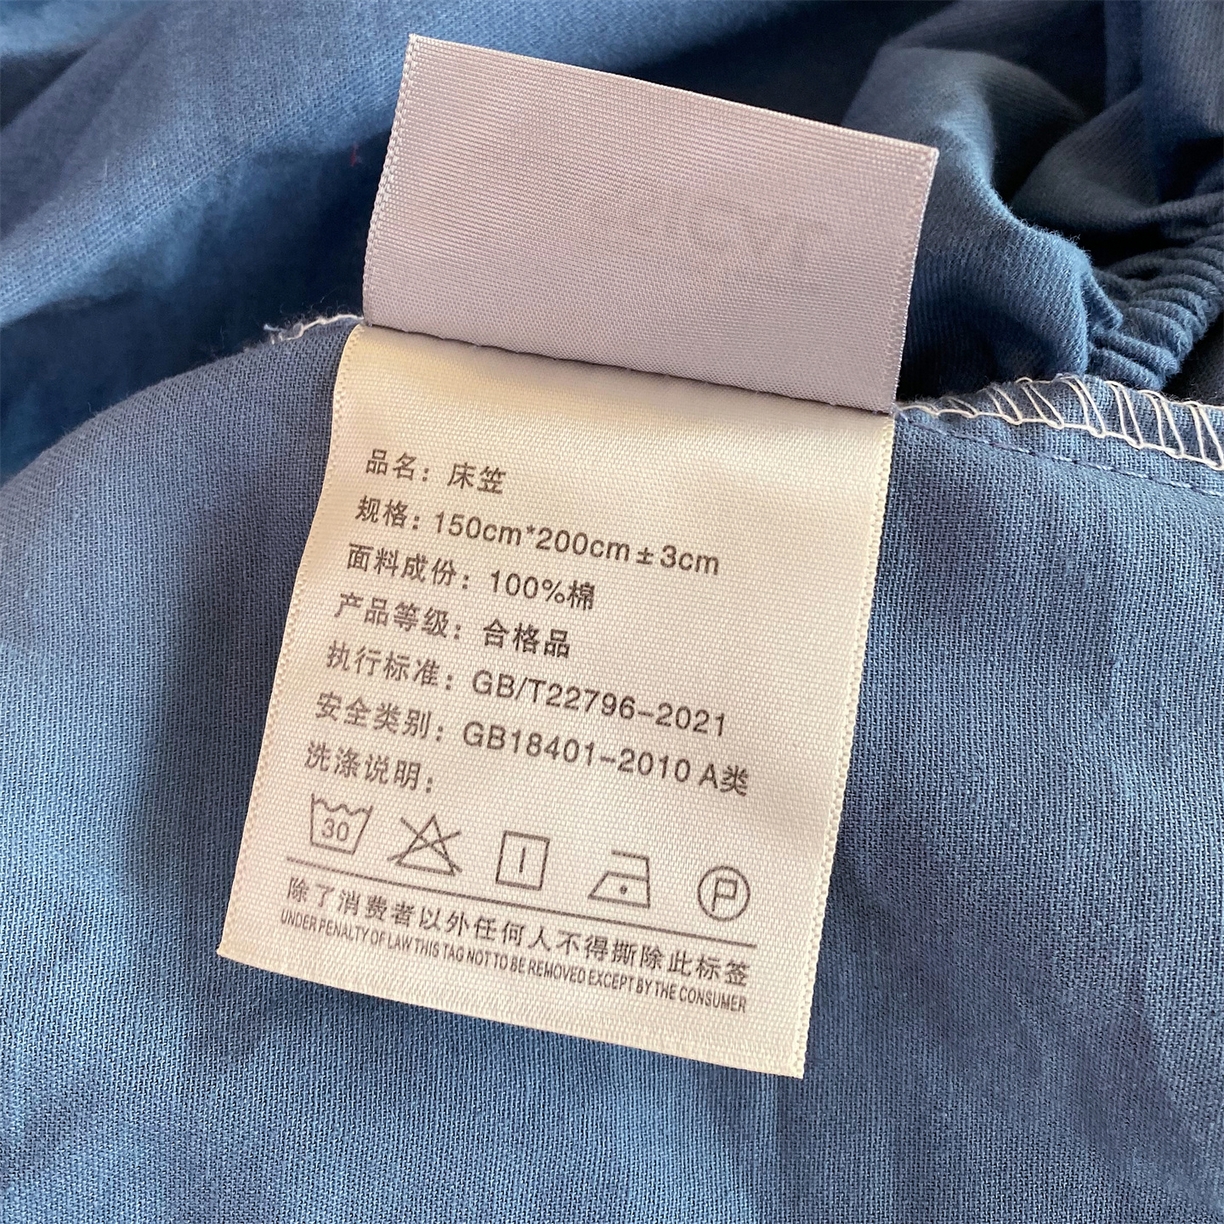 品名：床笠
规格：150cm*200cm±3cm
面料成份：100%棉
产品等级：合格品
执行标准：GB/T22796-2021
安全类别：GB18401-2010 A类
洗涤说明：
30
P
除了消费者以外任何人不得撕除此标签
UNDER PENALTY OF LAW THIS TAG NOT TO BE REMOVED EXCEPT BY THE CONSUMER